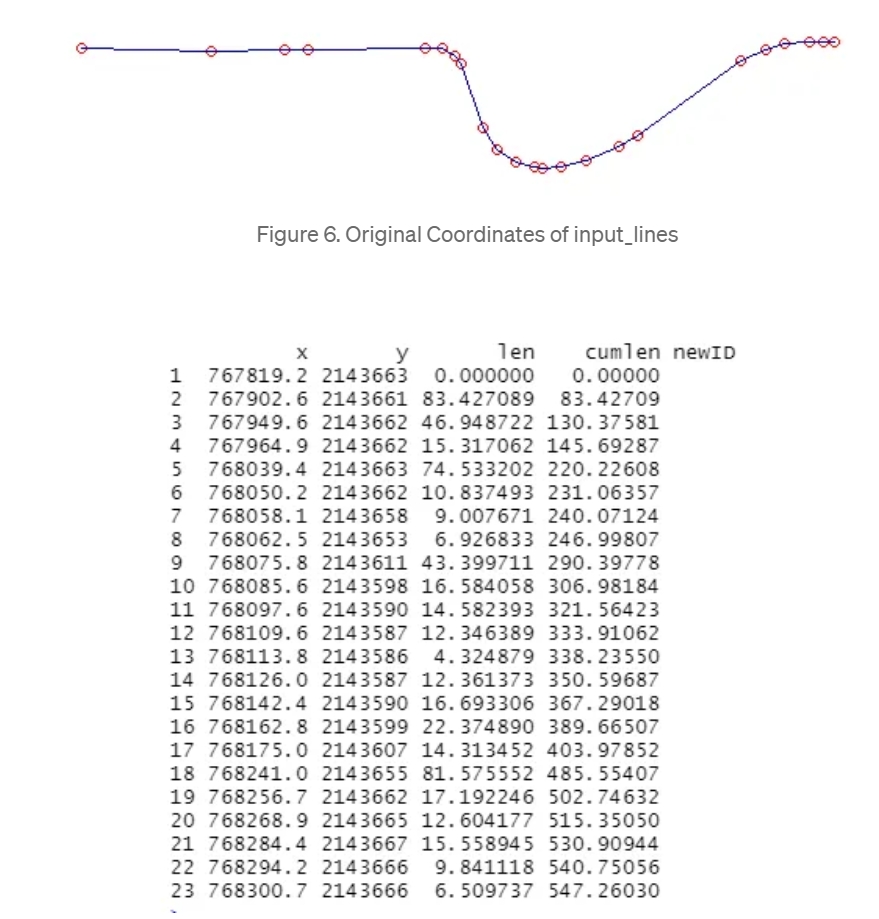 Figure 6. Original Coordinates of input_lines
x y len cumlen newID
1 767819.2 2143663 0.000000 0.00000
2 767902.6 2143661 83.427089 83.42709
3 767949.6 2143662 46.948722 130.37581
4 767964.9 2143662 15.317062 145.69287
5 768039.4 2143663 74.533202 220.22608
6 768050.2 2143662 10.837493 231.06357
7 768058.1 2143658 9.007671 240.07124
8 768062.5 2143653 6.926833 246.99807
9 768075.8 2143611 43.399711 290.39778
10 768085.6 2143598 16.584058 306.98184
11 768097.6 2143590 14.582393 321.56423
12 768109.6 2143587 12.346389 333.91062
13 768113.8 2143586 4.324879 338.23550
14 768126.0 2143587 12.361373 350.59687
15 768142.4 2143590 16.693306 367.29018
16 768162.8 2143599 22.374890 389.66507
17 768175.0 2143607 14.313452 403.97852
18 768241.0 2143655 81.575552 485.55407
19 768256.7 2143662 17.192246 502.74632
20 768268.9 2143665 12.604177 515.35050
21 768284.4 2143667 15.558945 530.90944
22 768294.2 2143666 9.841118 540.75056
23 768300.7 2143666 6.509737 547.26030